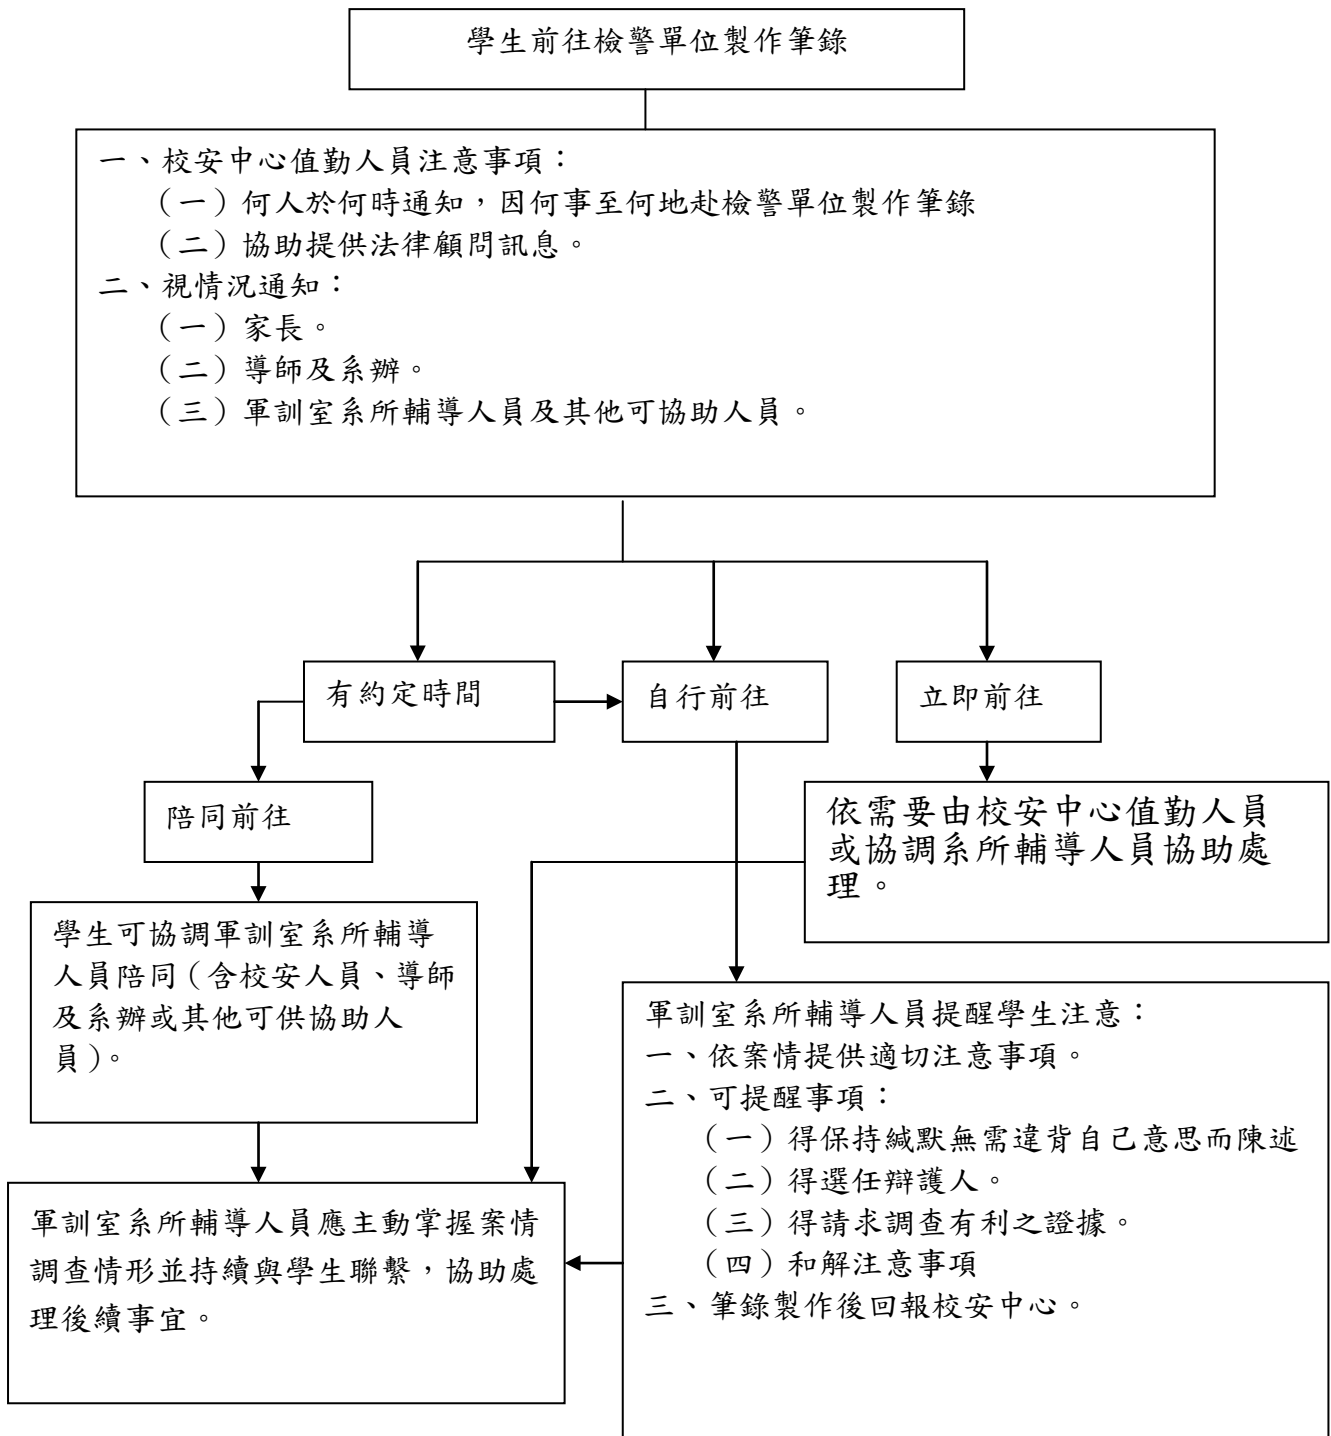 學生前往檢警單位製作筆錄
一、校安中心值勤人員注意事項：
（一）何人於何時通知，因何事至何地赴檢警單位製作筆錄
（二）協助提供法律顧問訊息。
二、視情況通知：
（一）家長。
（二）導師及系辦。
（三）軍訓室系所輔導人員及其他可協助人員。
有約定時間
自行前往
立即前往
陪同前往
依需要由校安中心值勤人員
或協調系所輔導人員協助處
理。
學生可協調軍訓室系所輔導
人員陪同（含校安人員、導師
及系辦或其他可供協助人
員）。
軍訓室系所輔導人員提醒學生注意：
一、依案情提供適切注意事項。
二、可提醒事項：
（一）得保持緘默無需違背自己意思而陳述
（二）得選任辯護人。
（三）得請求調查有利之證據。
（四）和解注意事項
三、筆錄製作後回報校安中心。
軍訓室系所輔導人員應主動掌握案情
調查情形並持續與學生聯繫，協助處
理後續事宜。